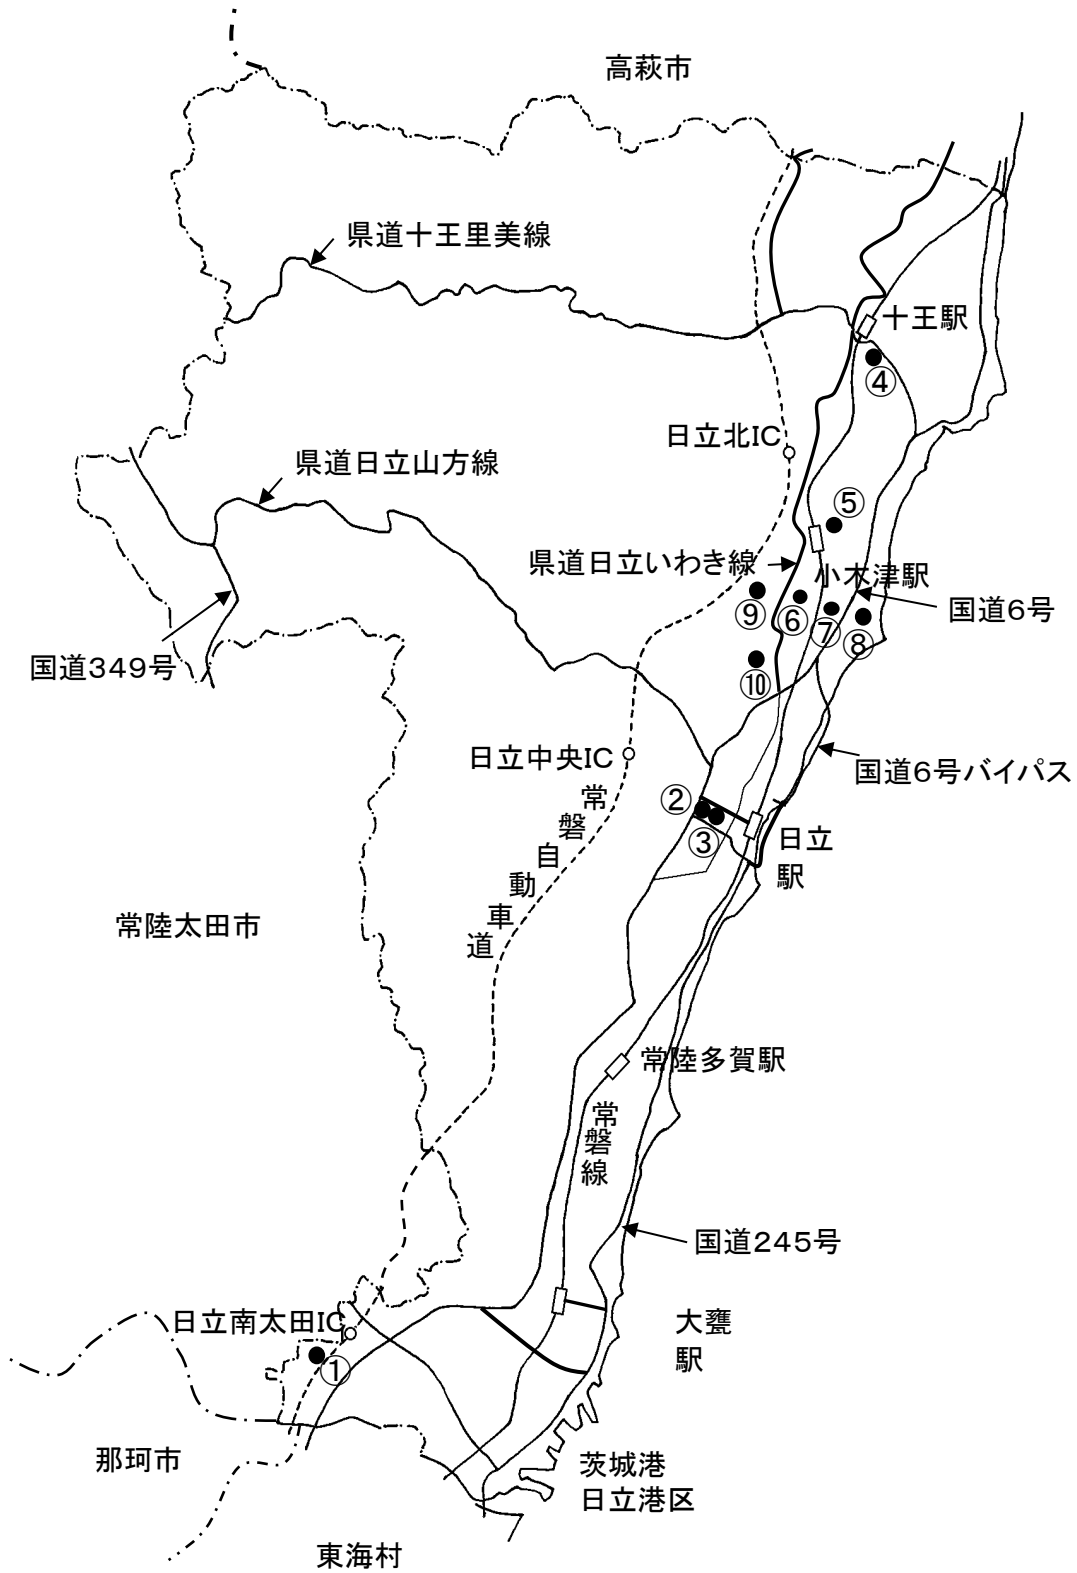 高萩市
県道十王里美線
十王駅
④
日立北IC
県道日立山方線
⑤
県道日立いわき線
小木津駅
国道6号
⑨
⑥
⑦
⑧
国道349号
⑩
日立中央IC
国道6号バイパス
常磐自動車道
②
③
日立
駅
常陸太田市
常陸多賀駅
常磐線
国道245号
日立南太田IC
大甕
駅
①
那珂市
茨城港
日立港区
東海村